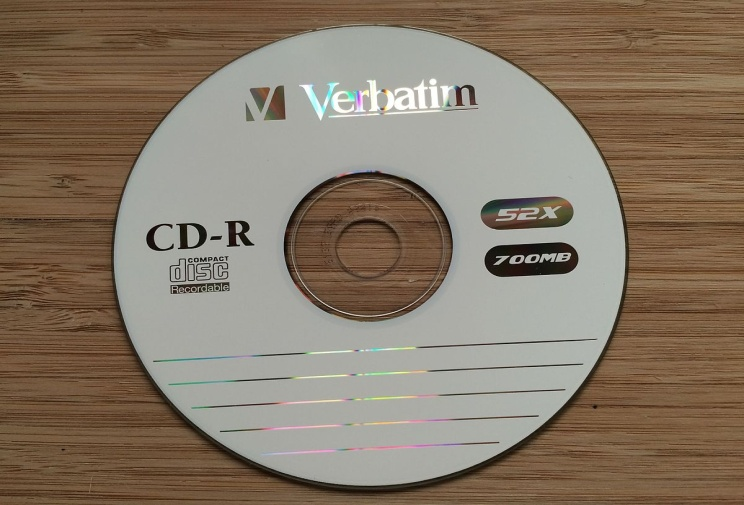 V Verbatim
CD-R
COMPACT
disc
Recordable
52X
700MB